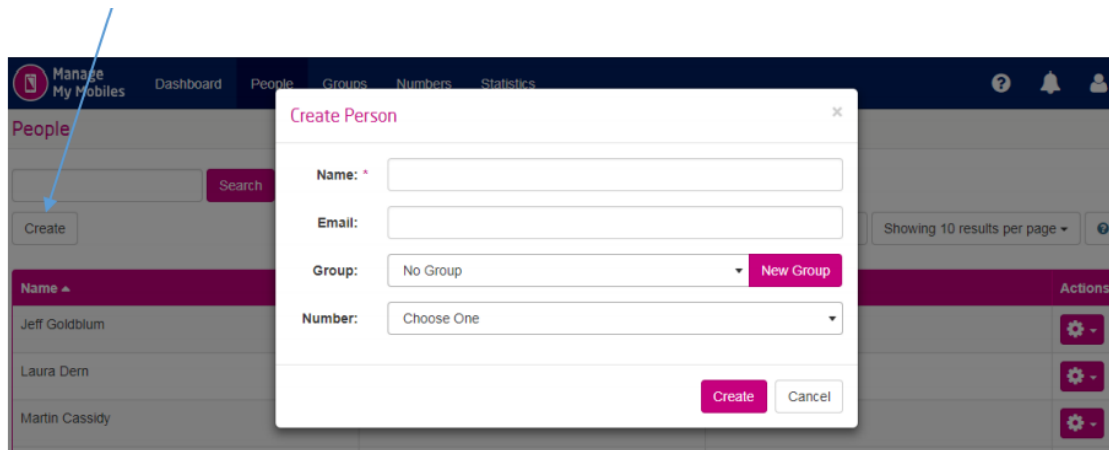 Manage
My Mobiles
Dashboard People Groups Numbers Statistics
People
Search
Create
Showing 10 results per page
Name
Actions
Jeff Goldblum
Laura Dern
Martin Cassidy
Create Person
×
Name: *
Email:
Group: No Group New Group
Number: Choose One
Create Cancel